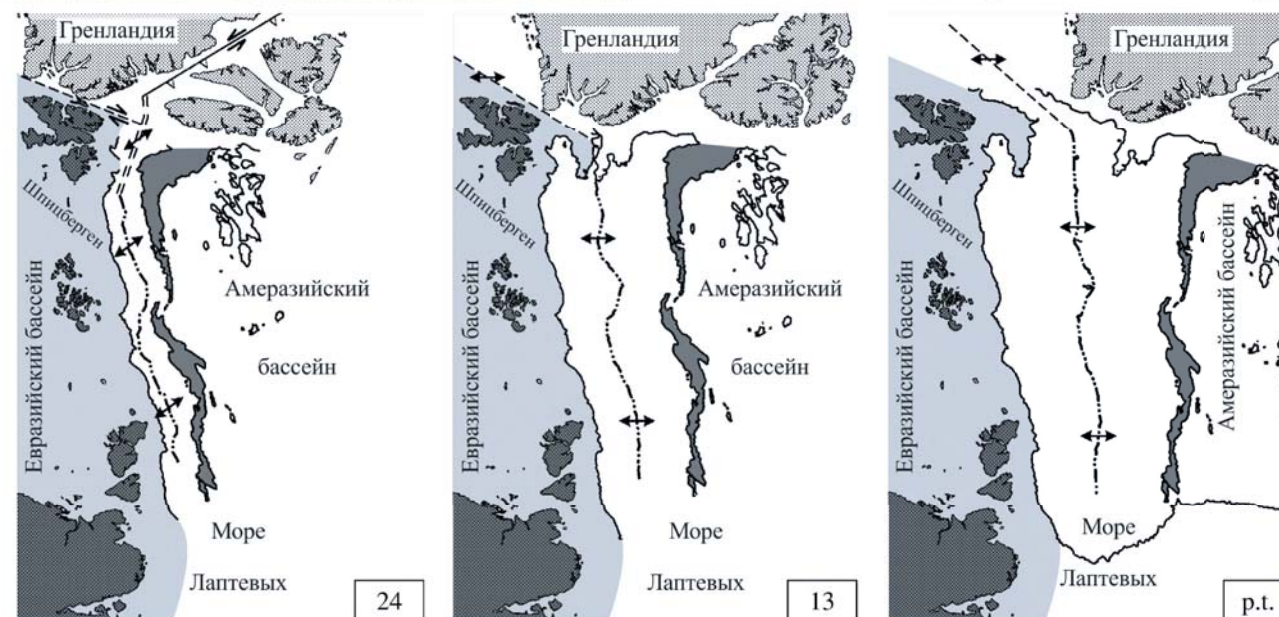 Гренландия
Шпицберген
Евразийский бассейн
Амеразийский
бассейн
Море
Лаптевых
24
Гренландия
Шпицберген
Евразийский бассейн
Амеразийский
бассейн
Море
Лаптевых
13
Гренландия
Шпицберген
Евразийский бассейн
Амеразийский бассейн
Море
Лаптевых
p.t.